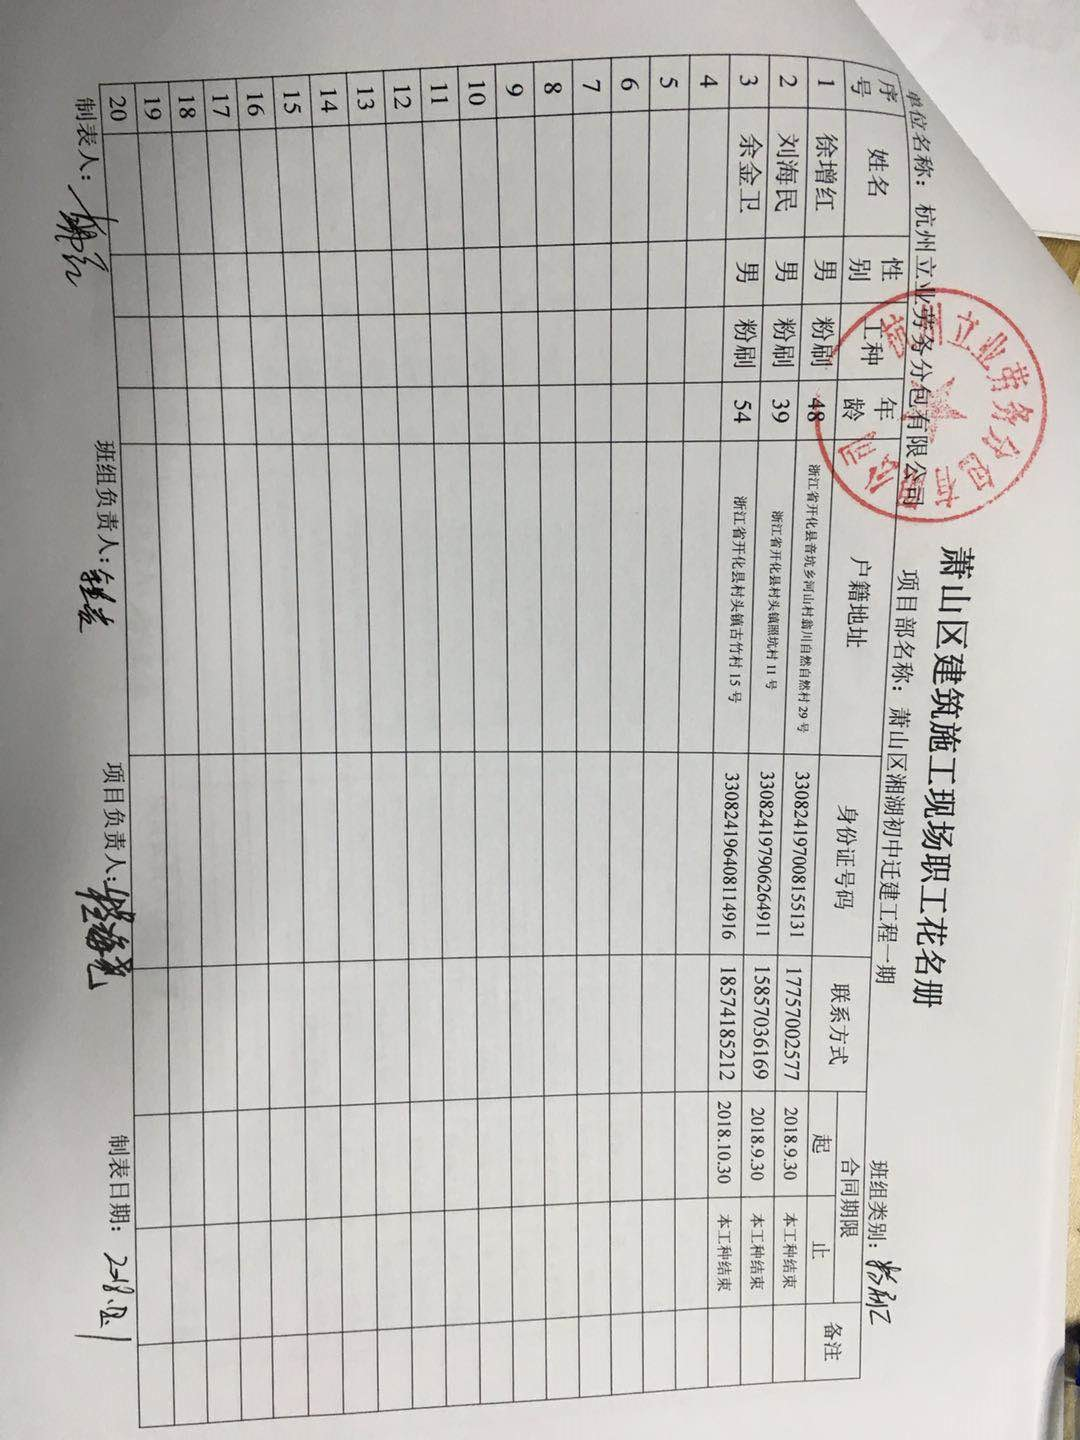 萧山区建筑施工现场职工花名册
单位名称：杭州立业劳务分包有限公司 项目部名称：萧山区湘湖初中迁建工程一期 班组类别：粉刷
序号 姓名 性别 工种 年龄 户籍地址 身份证号码 联系方式 合同期限 备注
起 止
1 徐增红 男 粉刷 48 浙江省开化县音坑乡河山村翁川自然自然村29号 330824197008155131 17757002577 2018.9.30 本工种结束
2 刘海民 男 粉刷 39 浙江省开化县村头镇照坑村11号 330824197906264911 15857036169 2018.9.30 本工种结束
3 余金卫 男 粉刷 54 浙江省开化县村头镇古竹村15号 330824196408114916 18574185212 2018.10.30 本工种结束
4
5
6
7
8
9
10
11
12
13
14
15
16
17
18
19
20
制表人： 班组负责人： 项目负责人： 制表日期：